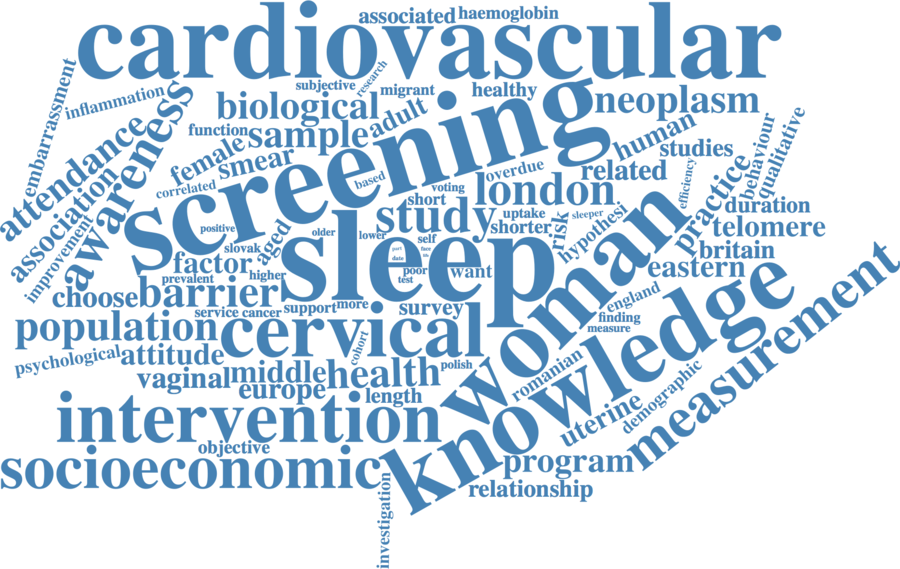 associated
haemoglobin
cardiovascular
subjective
research
migrant
healthy
inflammation
embarrassment
biological
neoplasm
function
sample
adult
attendance
awareness
female
smear
screening
human
studies
behaviour
qualitative
correlated
based
overdue
related
efficiency
practice
association
voting
short
london
duration
improvement
positive
study
uptake
sleeper
shorter
risk
hypothesi
telomere
slovak
aged
older
lower
self
sleep
part
data
face
britain
factor
prevalent
higher
poor
test
want
woman
eastern
choose
barrier
service
cancer
support
more
survey
england
finding
measure
population
cervical
cohort
knowledge
measurement
psychological
attitude
vaginal
middle
health
polish
romanian
europe
length
demographic
uterine
intervention
objective
socioeconomic
program
relationship
investigation